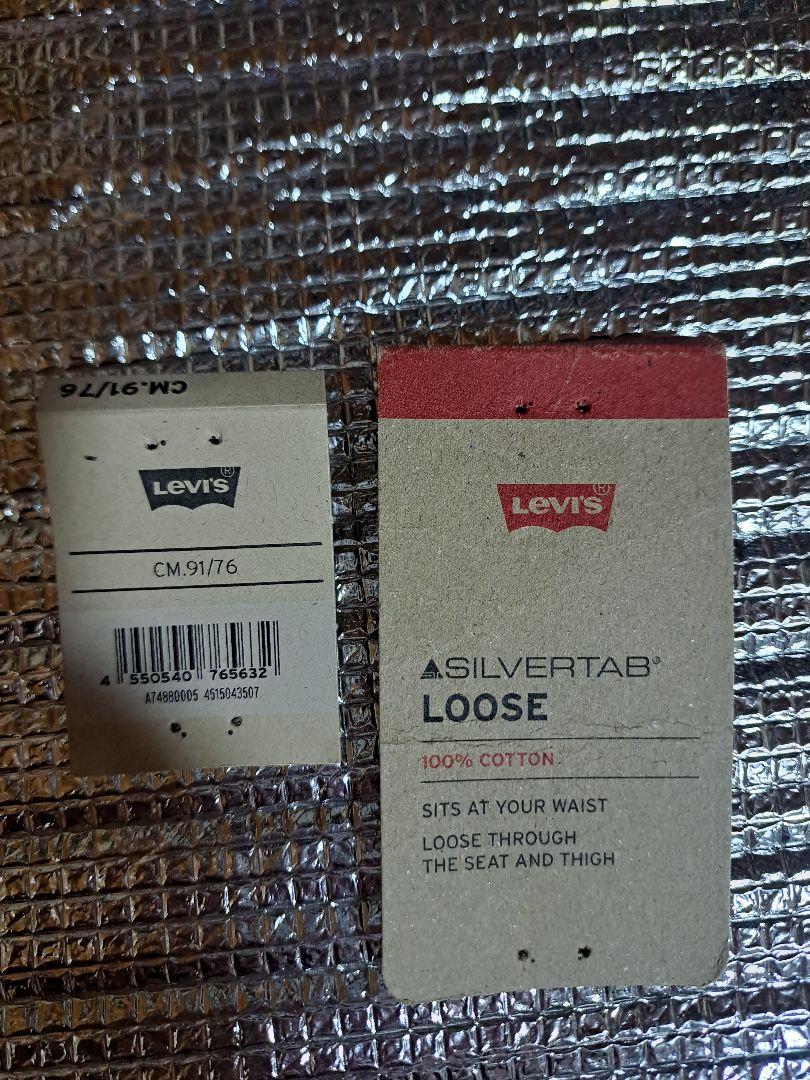 CM.91/76
LEVI'S®
CM.91/76
4 550540 765632
A74880005 4515043507
LEVI'S®
SILVERTAB®
LOOSE
100% COTTON
SITS AT YOUR WAIST
LOOSE THROUGH
THE SEAT AND THIGH